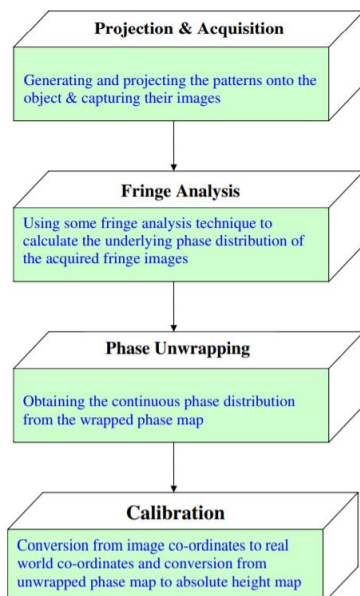 Projection & Acquisition
Generating and projecting the patterns onto the
object & capturing their images
Fringe Analysis
Using some fringe analysis technique to
calculate the underlying phase distribution of
the acquired fringe images
Phase Unwrapping
Obtaining the continuous phase distribution
from the wrapped phase map
Calibration
Conversion from image co-ordinates to real
world co-ordinates and conversion from
unwrapped phase map to absolute height map